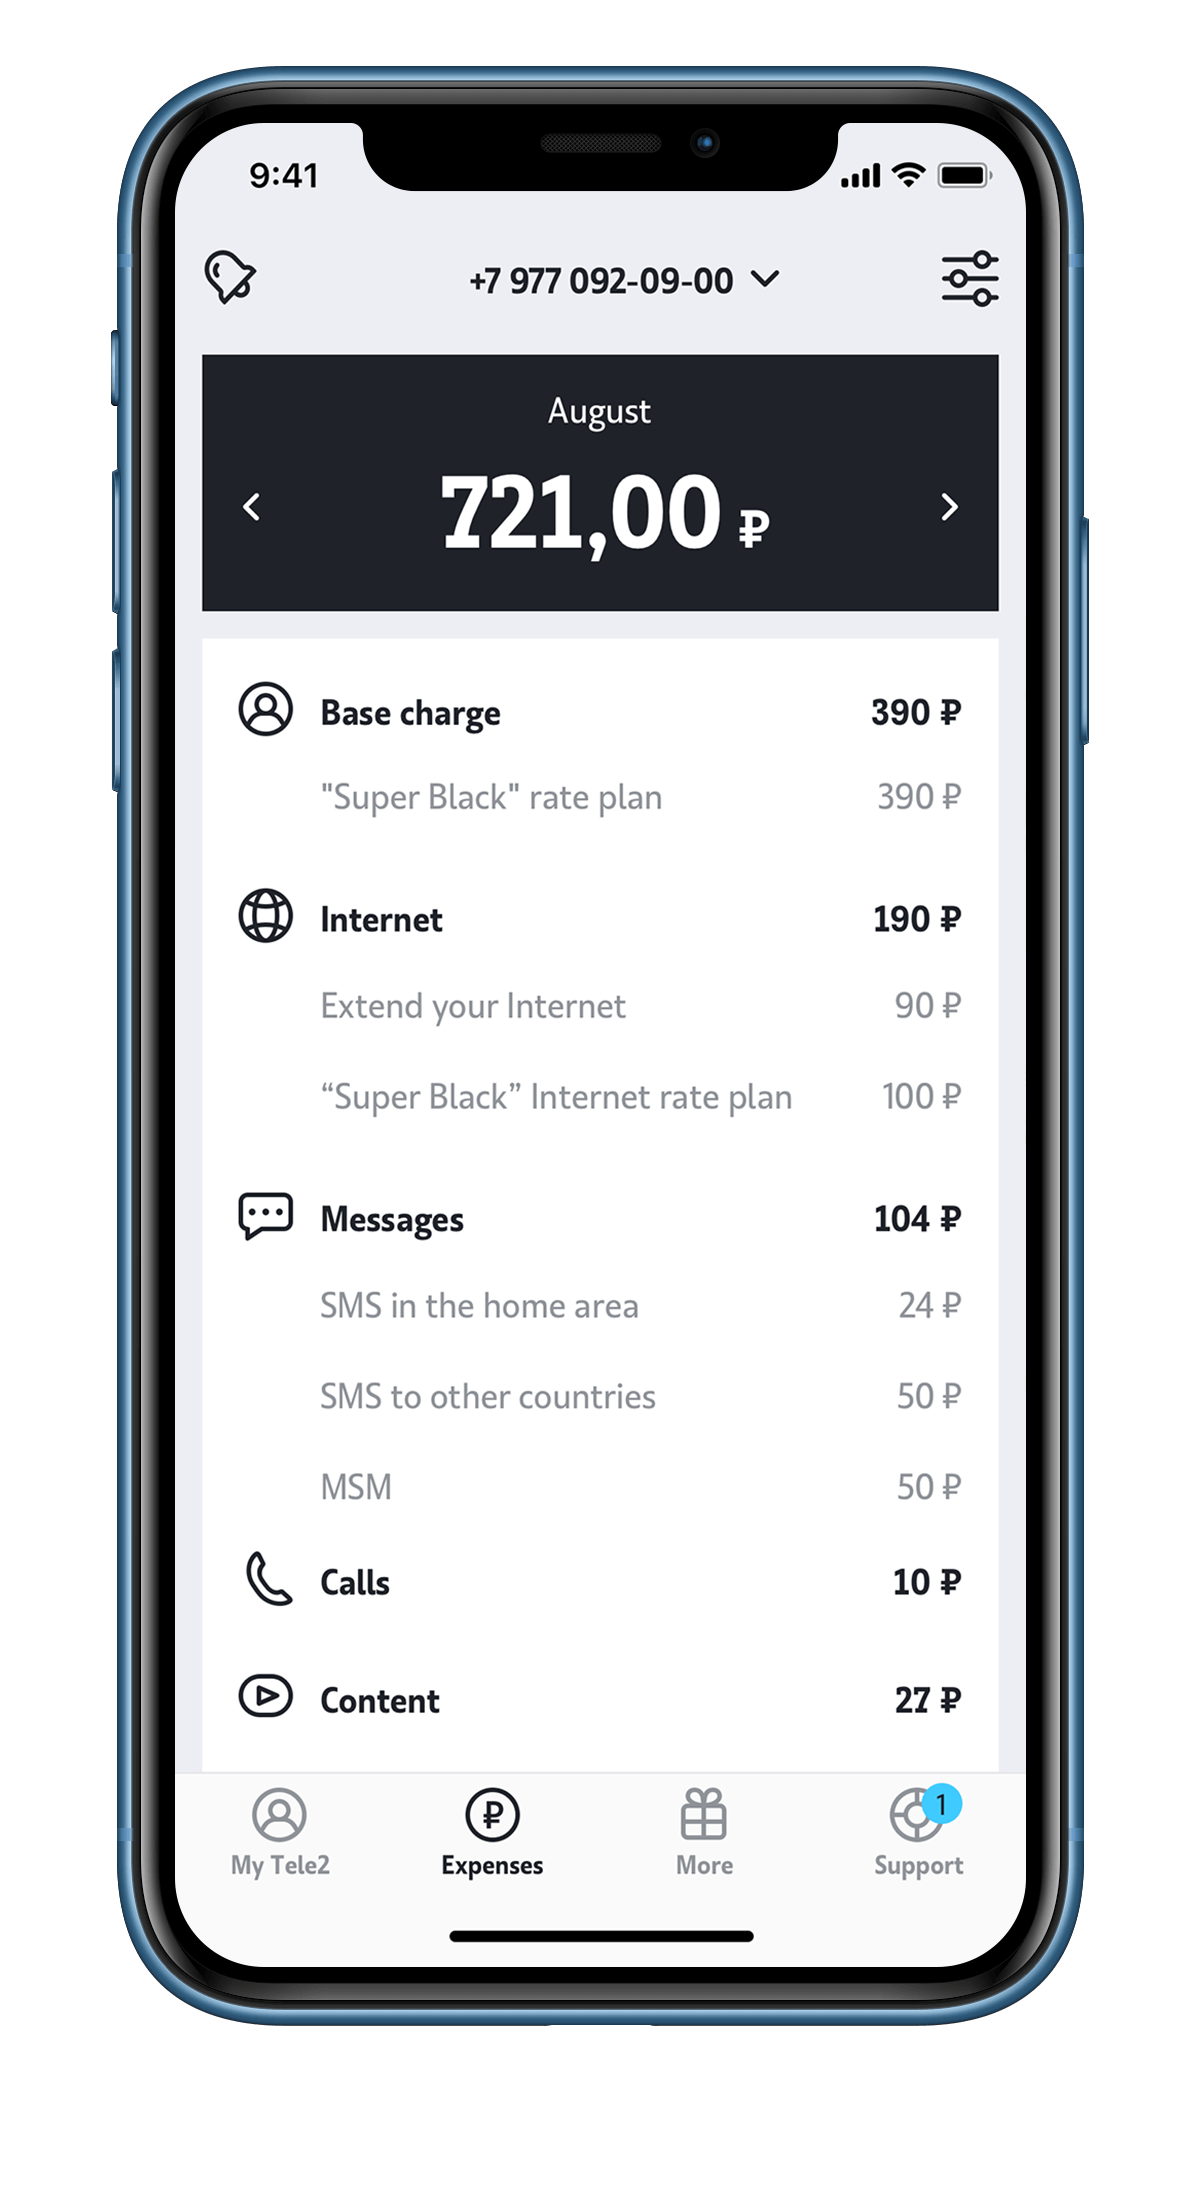 9:41
+7 977 092-09-00
August
721,00 ₽
Base charge 390 ₽
"Super Black" rate plan 390 ₽
Internet 190 ₽
Extend your Internet 90 ₽
“Super Black” Internet rate plan 100 ₽
Messages 104 ₽
SMS in the home area 24 ₽
SMS to other countries 50 ₽
MSM 50 ₽
Calls 10 ₽
Content 27 ₽
₽ 1
My Tele2 Expenses More Support